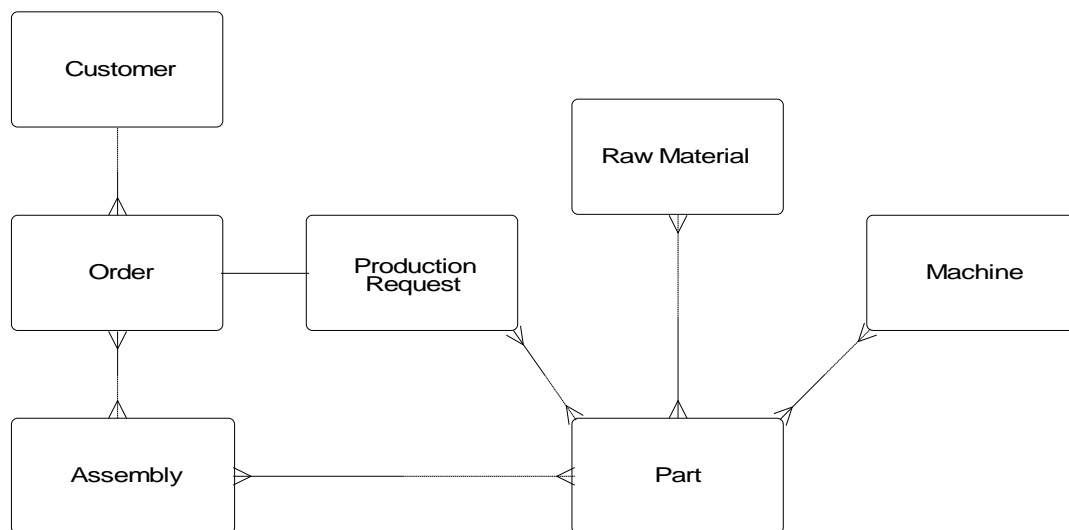 Customer
Raw Material
Order
Production
Request
Machine
Assembly
Part